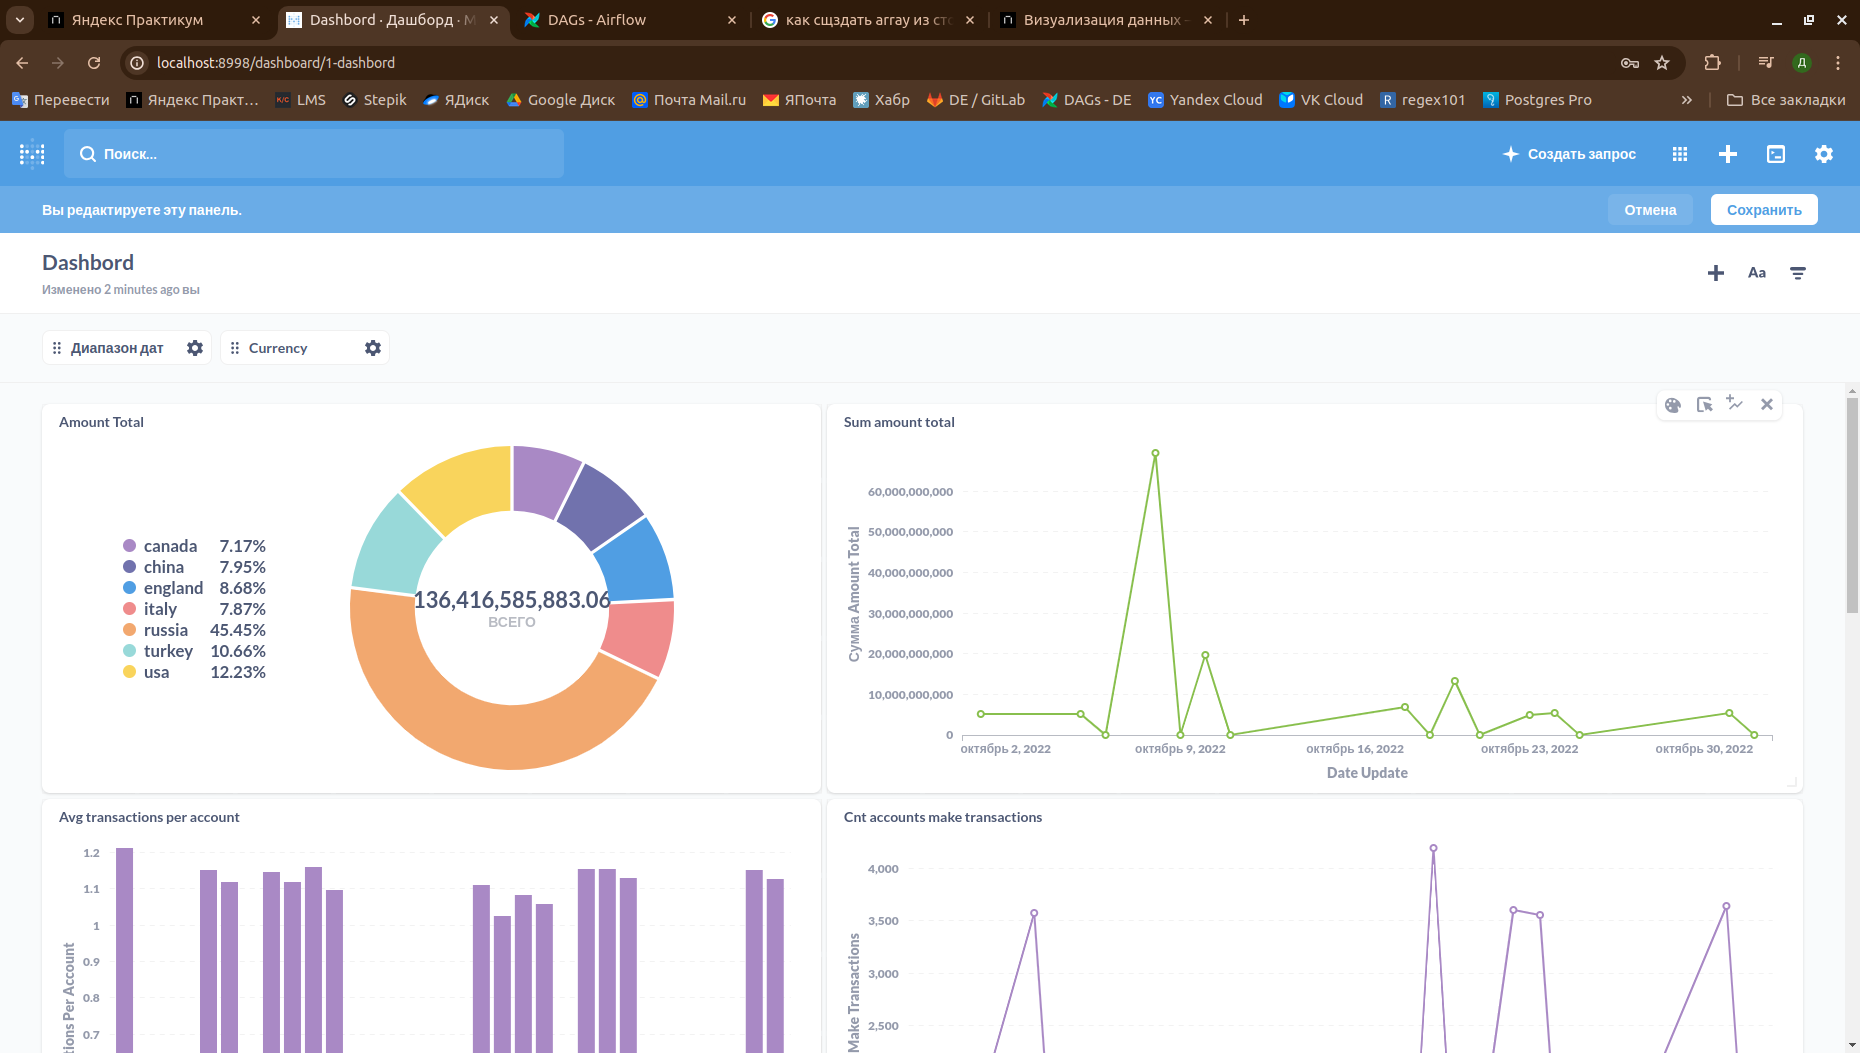 Яндекс Практикум
Dashbord · Дашборд · M
DAGs - Airflow
как сщздать array из сто
Визуализация данных -
localhost:8998/dashboard/1-dashbord
Д
Перевести
Яндекс Практ...
LMS
Stepik
ЯДиск
Google Диск
Почта Mail.ru
ЯПочта
Хабр
DE / GitLab
DAGs - DE
Yandex Cloud
VK Cloud
regex101
Postgres Pro
Все закладки
Поиск...
Создать запрос
Вы редактируете эту панель.
Отмена
Сохранить
Dashbord
Изменено 2 minutes ago вы
Aa
Диапазон дат
Currency
Amount Total
canada 7.17%
china 7.95%
england 8.68%
italy 7.87%
russia 45.45%
turkey 10.66%
usa 12.23%
136,416,585,883.06
ВСЕГО
Sum amount total
Сумма Amount Total
60,000,000,000
50,000,000,000
40,000,000,000
30,000,000,000
20,000,000,000
10,000,000,000
0
октябрь 2, 2022
октябрь 9, 2022
октябрь 16, 2022
октябрь 23, 2022
октябрь 30, 2022
Date Update
Avg transactions per account
1.2
1.1
1
0.9
0.8
0.7
tions Per Account
Cnt accounts make transactions
4,000
3,500
3,000
2,500
Make Transactions